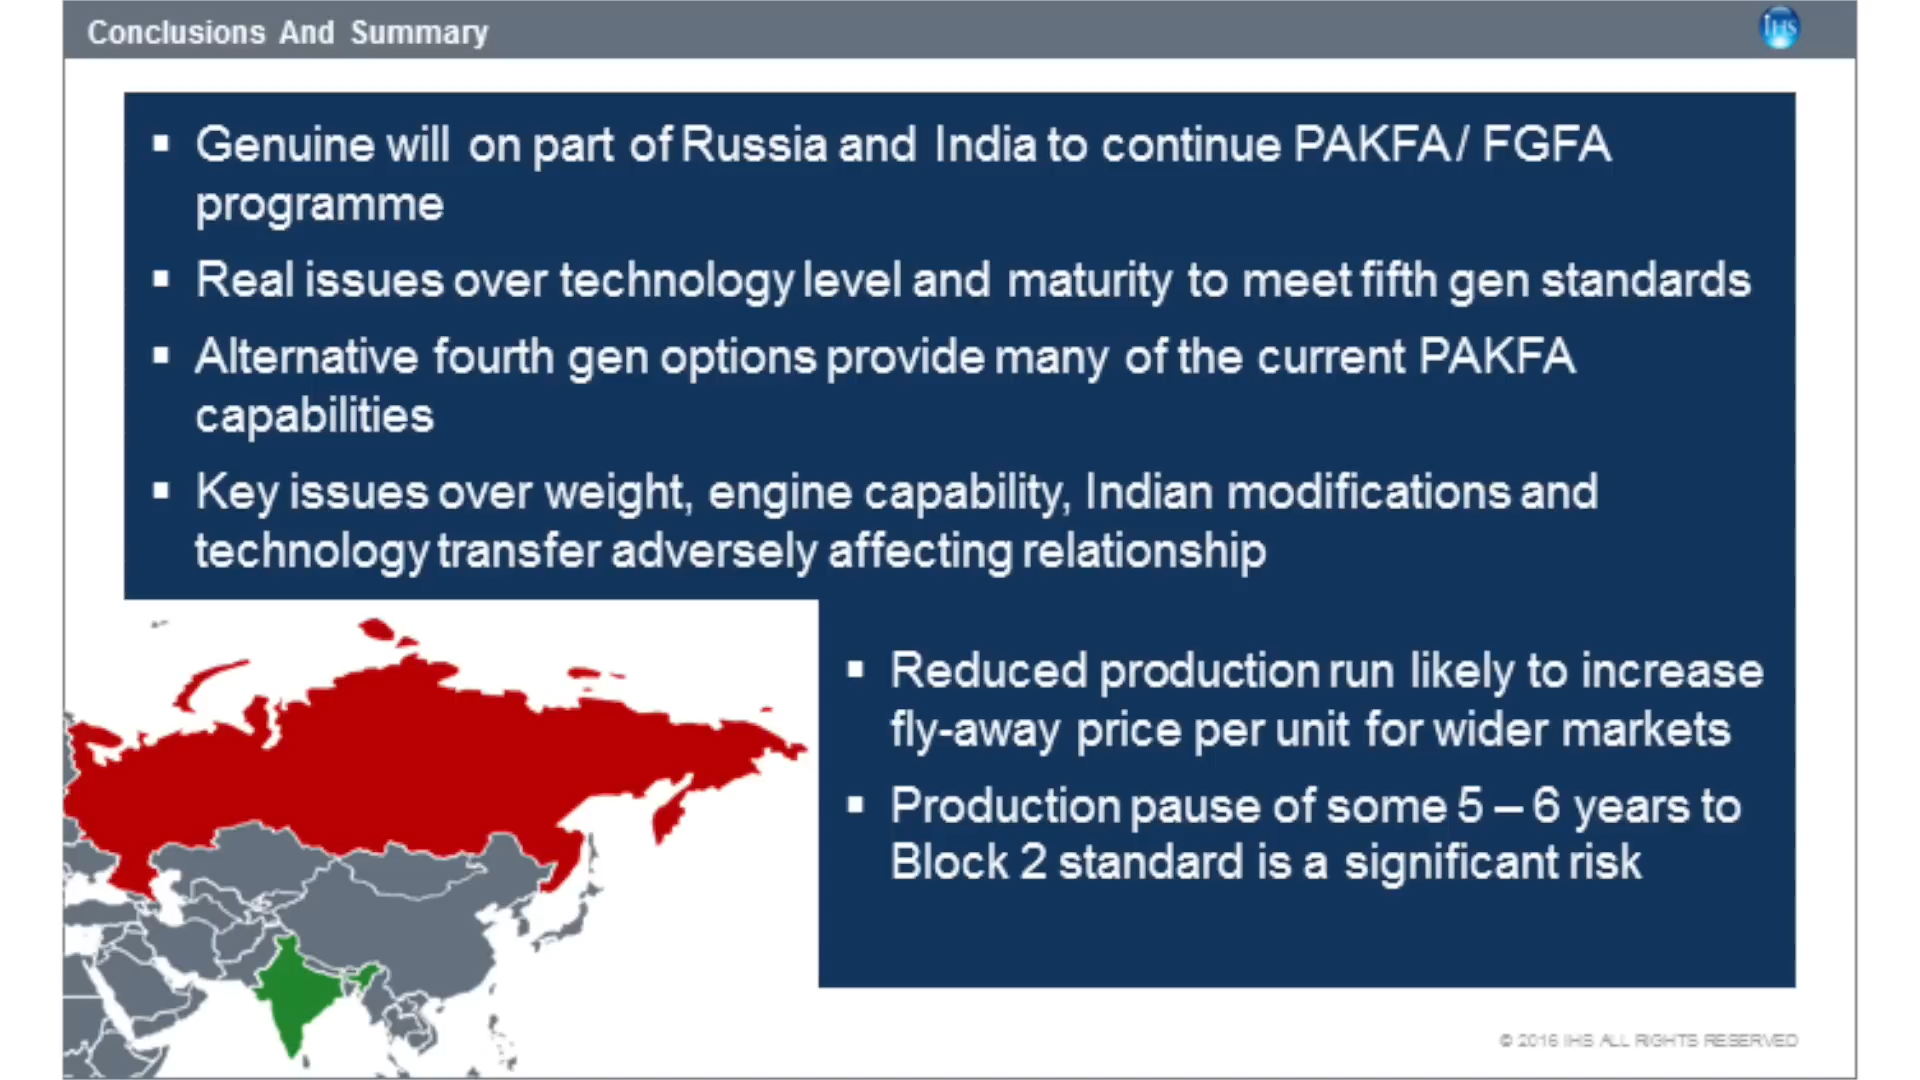 Conclusions And Summary
IHS
▪ Genuine will on part of Russia and India to continue PAKFA / FGFA
programme
▪ Real issues over technology level and maturity to meet fifth gen standards
▪ Alternative fourth gen options provide many of the current PAKFA
capabilities
▪ Key issues over weight, engine capability, Indian modifications and
technology transfer adversely affecting relationship
▪ Reduced production run likely to increase
fly-away price per unit for wider markets
▪ Production pause of some 5 – 6 years to
Block 2 standard is a significant risk
© 2016 IHS ALL RIGHTS RESERVED